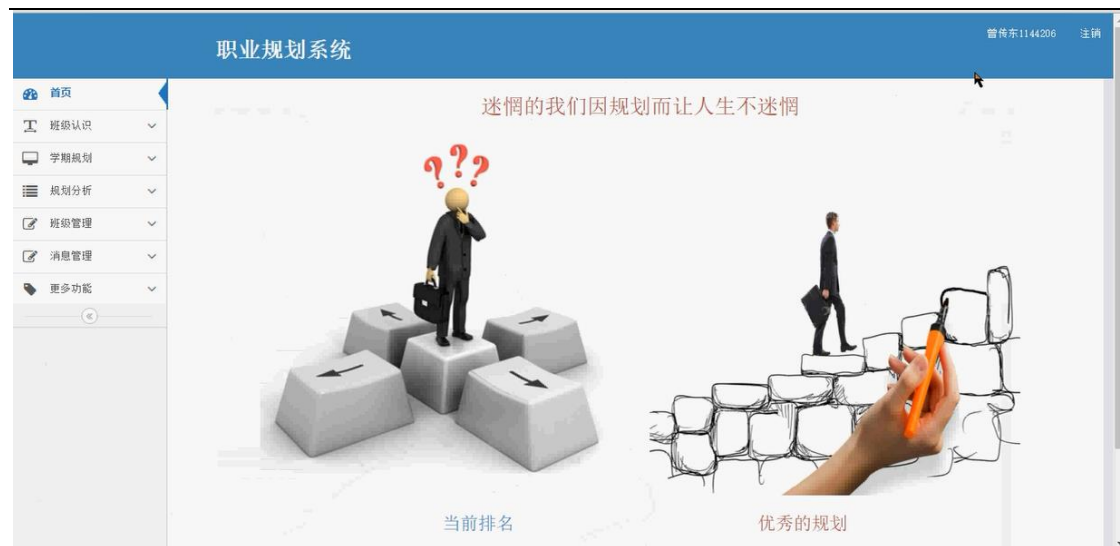 曾传东1144206 注销
职业规划系统
首页
班级认识
学期规划
规划分析
班级管理
消息管理
更多功能
迷惘的我们因规划而让人生不迷惘
???
当前排名
优秀的规划